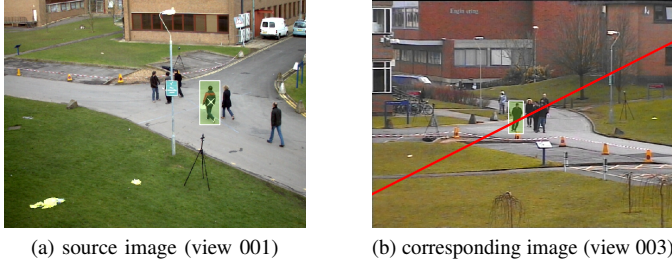 (a) source image (view 001)
(b) corresponding image (view 003)